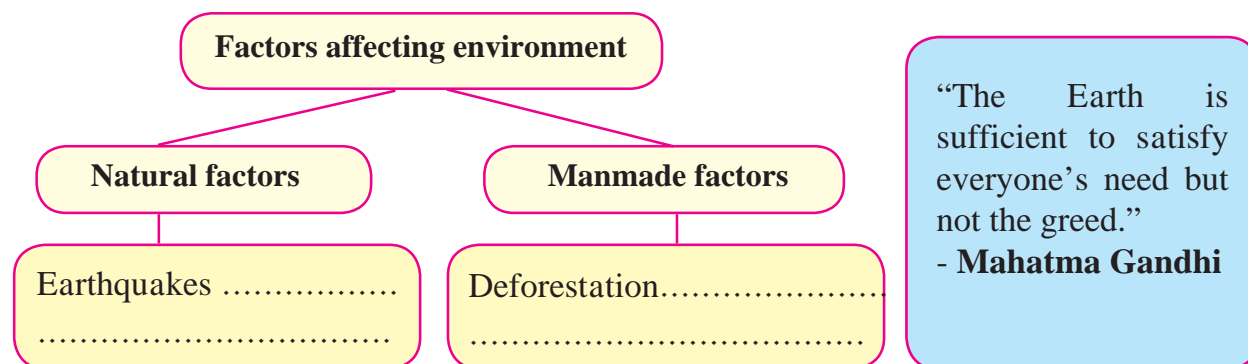 Factors affecting environment
Natural factors
Manmade factors
Earthquakes .................
..................................
Deforestation......................
......................................
“The Earth is
sufficient to satisfy
everyone’s need but
not the greed.”
- Mahatma Gandhi